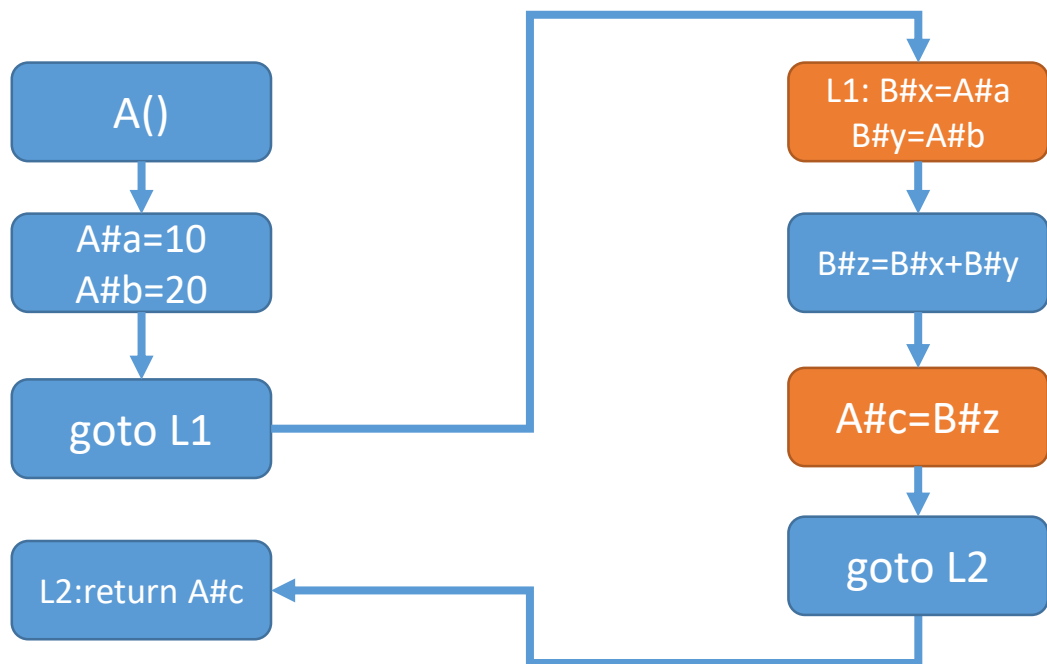 A()
A#a=10
A#b=20
goto L1
L1: B#x=A#a
B#y=A#b
B#z=B#x+B#y
A#c=B#z
goto L2
L2:return A#c